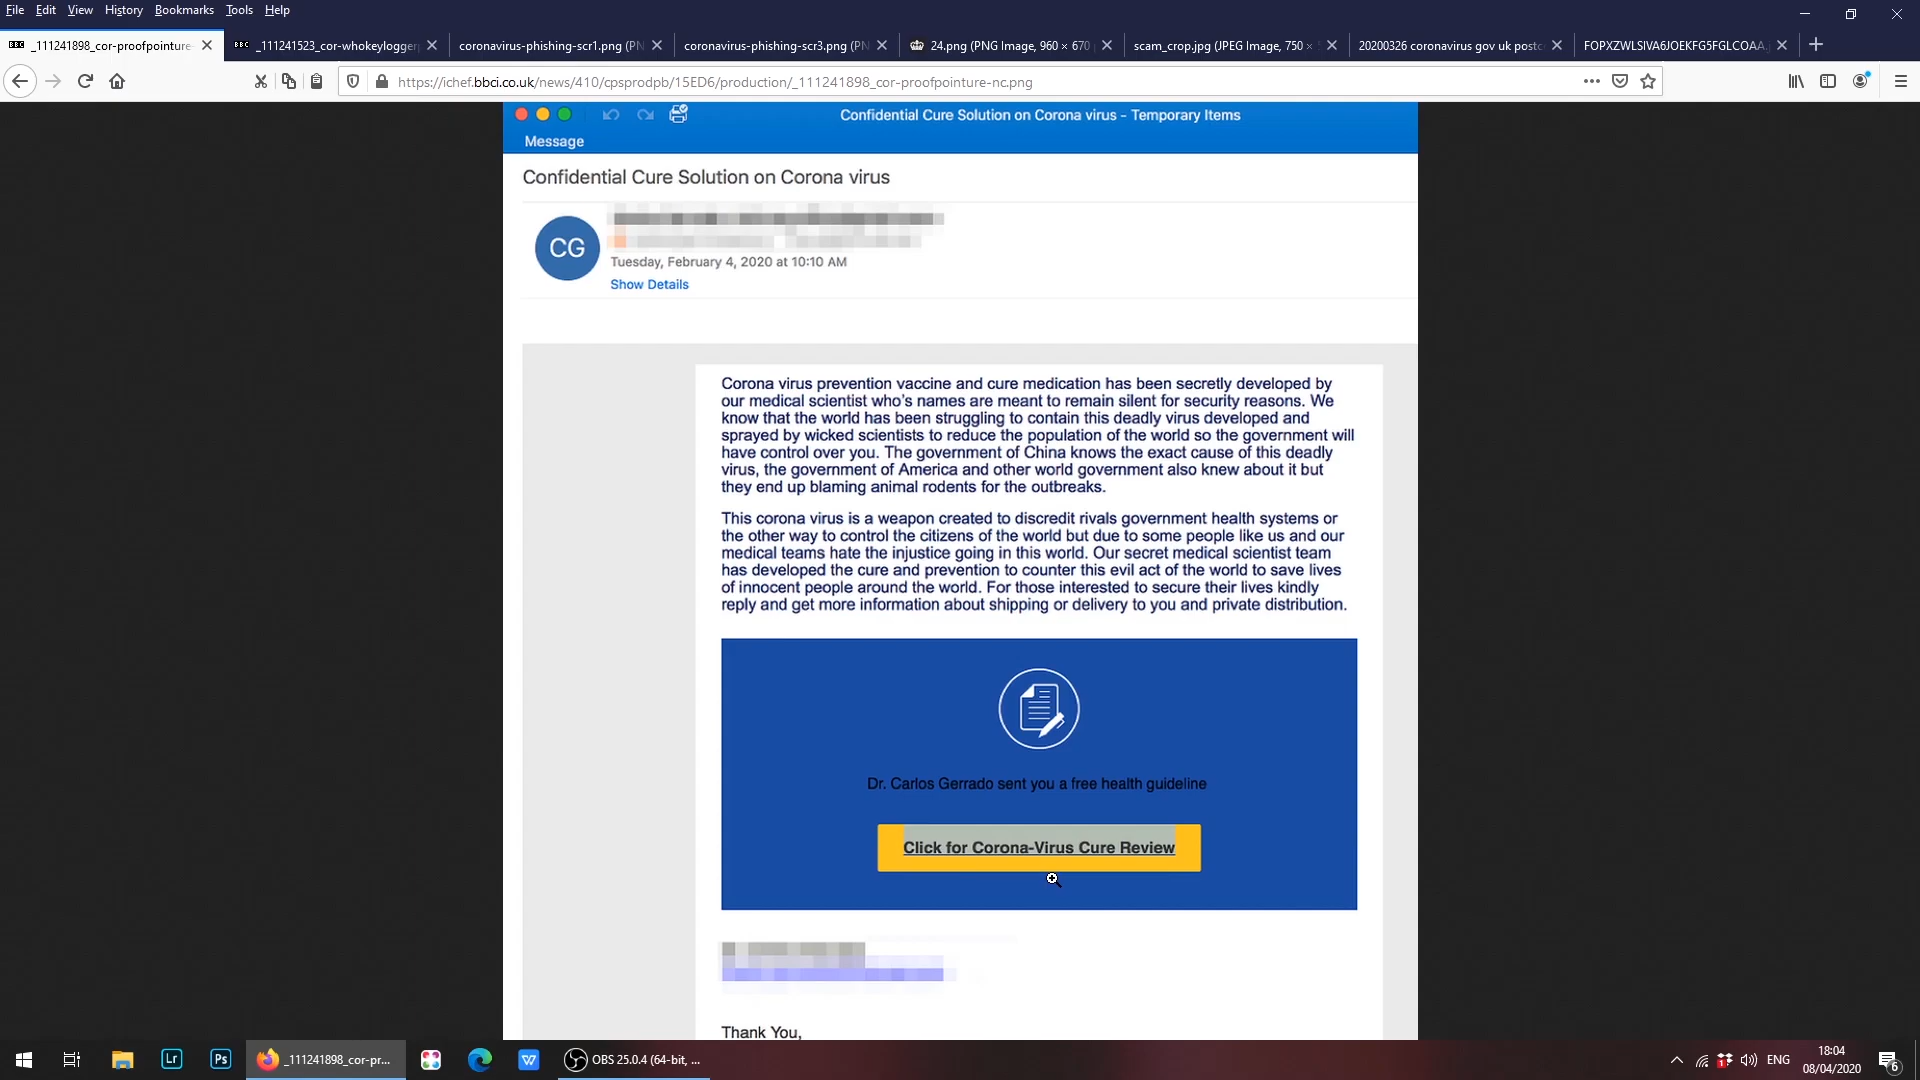 File Edit View History Bookmarks Tools Help
_111241898_cor-proofpointure-
_111241523_cor-whokeylogger
coronavirus-phishing-scr1.png (PN
coronavirus-phishing-scr3.png (PN
24.png (PNG Image, 960 × 670
scam_crop.jpg (JPEG Image, 750 ×
20200326 coronavirus gov uk postc
FOPXZWLSIVA6JOEKFG5FGLCOAA.
https://ichef.bbci.co.uk/news/410/cpsprodpb/15ED6/production/_111241898_cor-proofpointure-nc.png
Confidential Cure Solution on Corona virus - Temporary Items
Message
Confidential Cure Solution on Corona virus
CG
Tuesday, February 4, 2020 at 10:10 AM
Show Details
Corona virus prevention vaccine and cure medication has been secretly developed by
our medical scientist who's names are meant to remain silent for security reasons. We
know that the world has been struggling to contain this deadly virus developed and
sprayed by wicked scientists to reduce the population of the world so the government will
have control over you. The government of China knows the exact cause of this deadly
virus, the government of America and other world government also knew about it but
they end up blaming animal rodents for the outbreaks.
This corona virus is a weapon created to discredit rivals government health systems or
the other way to control the citizens of the world but due to some people like us and our
medical teams hate the injustice going in this world. Our secret medical scientist team
has developed the cure and prevention to counter this evil act of the world to save lives
of innocent people around the world. For those interested to secure their lives kindly
reply and get more information about shipping or delivery to you and private distribution.
Dr. Carlos Gerrado sent you a free health guideline
Click for Corona-Virus Cure Review
Thank You,
Lr
Ps
_111241898_cor-pr...
OBS 25.0.4 (64-bit, ...
ENG
18:04
08/04/2020
6